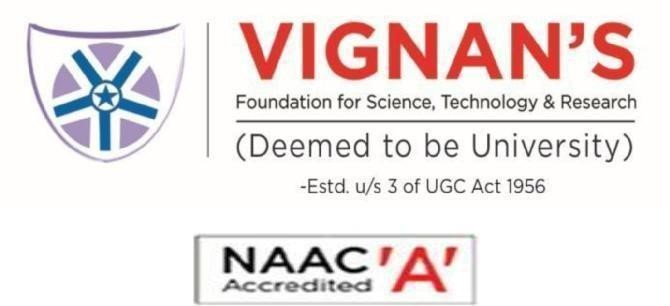 VIGNAN'S
Foundation for Science, Technology & Research
(Deemed to be University)
-Estd. u/s 3 of UGC Act 1956
NAAC 'A'
Accredited